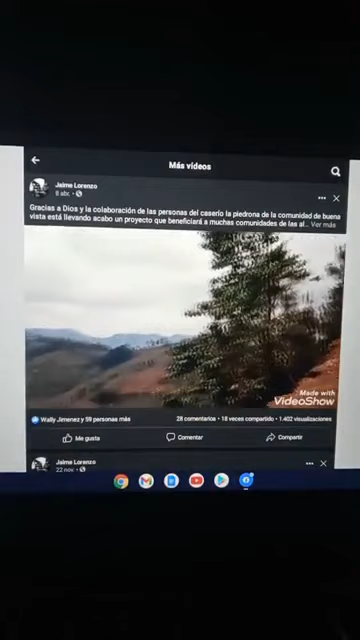 Más videos
Jaime Lorenzo
8 abr. ·
Gracias a Dios y la colaboración de las personas del caserío la piedrona de la comunidad de buena
vista está llevando acabo un proyecto que beneficiará a muchas comunidades de las al... Ver más
Made with
VideoShow
Wally Jimenez y 59 personas más
28 comentarios · 18 veces compartido · 1.402 visualizaciones
Me gusta
Comentar
Compartir
Jaime Lorenzo
22 nov. ·